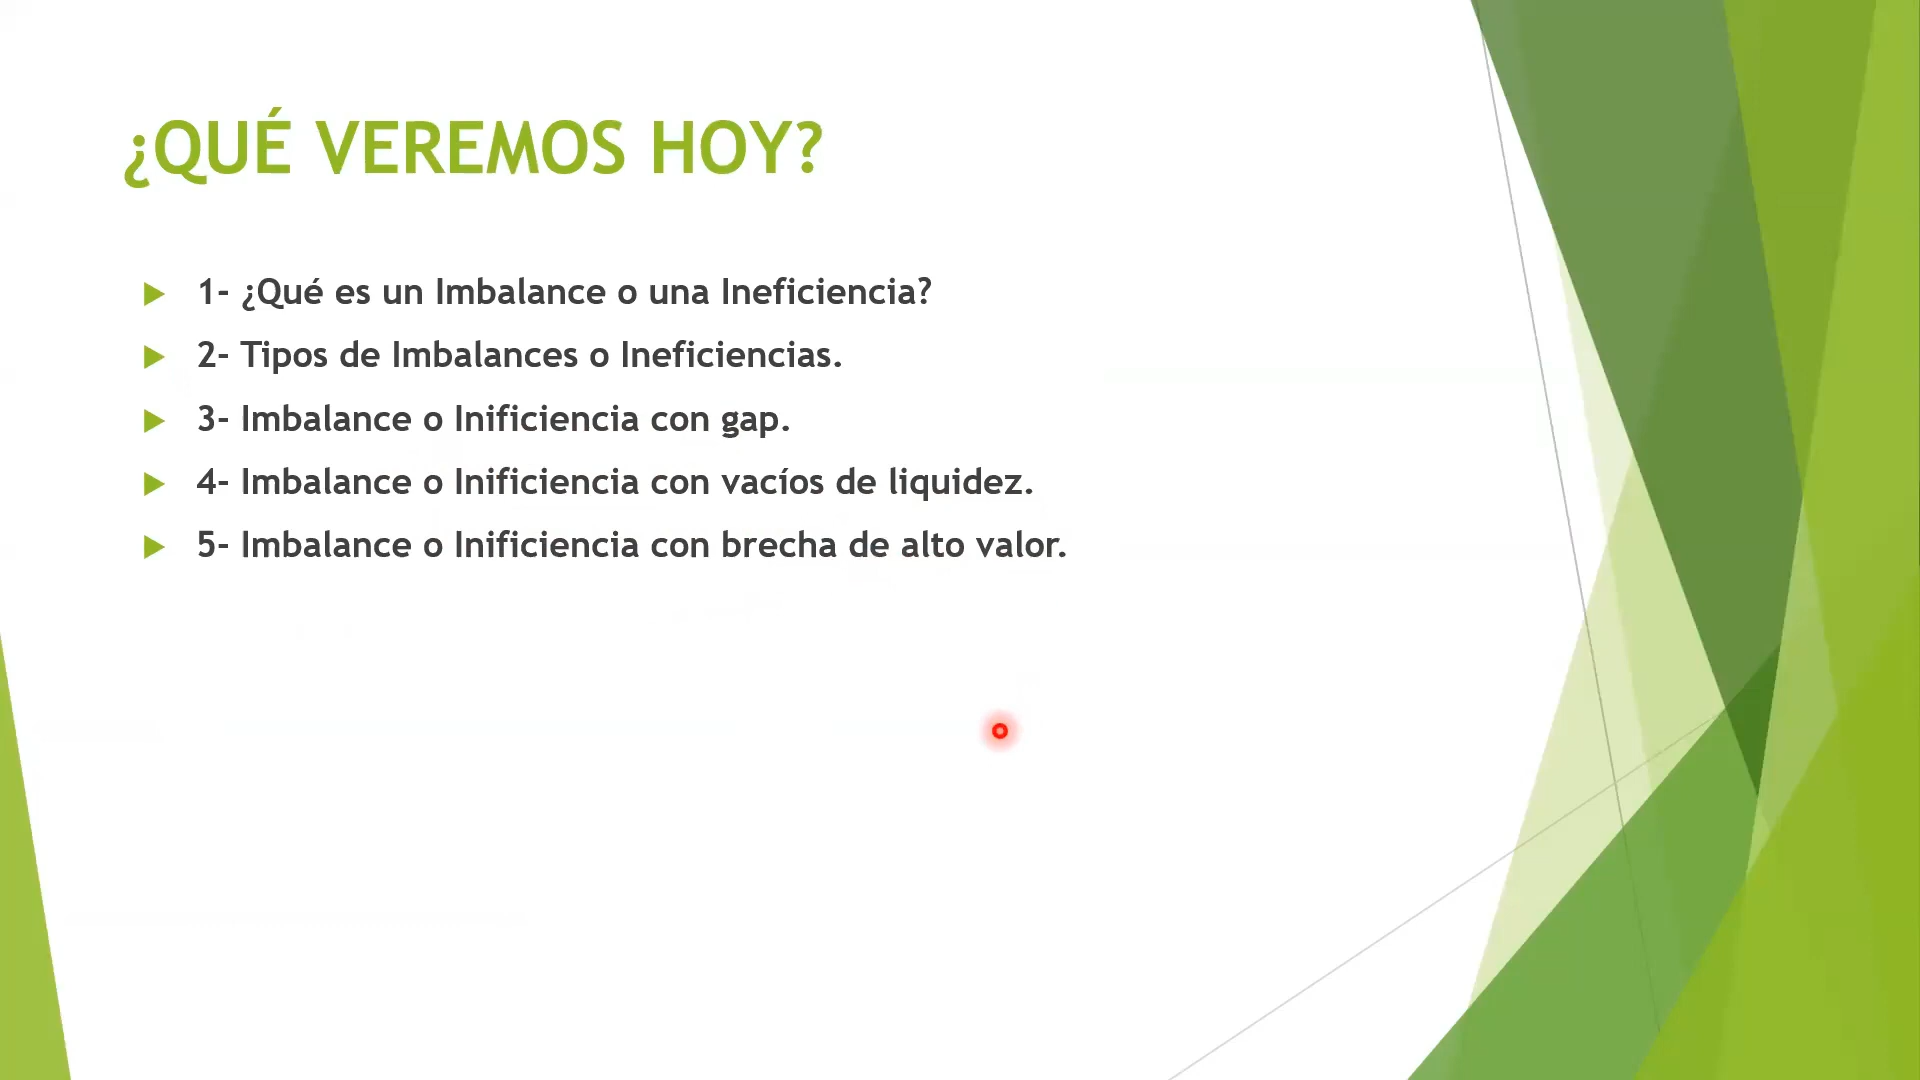 ¿QUÉ VEREMOS HOY?
1- ¿Qué es un Imbalance o una Ineficiencia?
2- Tipos de Imbalances o Ineficiencias.
3- Imbalance o Inificiencia con gap.
4- Imbalance o Inificiencia con vacíos de liquidez.
5- Imbalance o Inificiencia con brecha de alto valor.